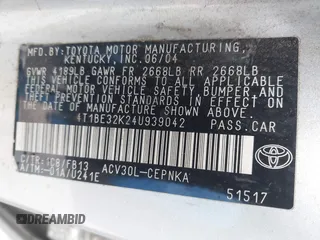 MFD.BY:TOYOTA MOTOR MANUFACTURING,
KENTUCKY,INC.06/04
GVWR 4189LB GAWR FR 2668LB RR 2668LB
THIS VEHICLE CONFORMS TO ALL APPLICABLE
FEDERAL MOTOR VEHICLE SAFETY, BUMPER,
AND THEFT PREVENTION STANDARDS IN
EFFECT ON THE DATE OF MANUFACTURE
SHOWN ABOVE.
4T1BE32K24U939042 PASS.CAR
C/TR: FB13
A/TM:-01A/U241E ACV30L-CEPNKA
TOYOTA
51517